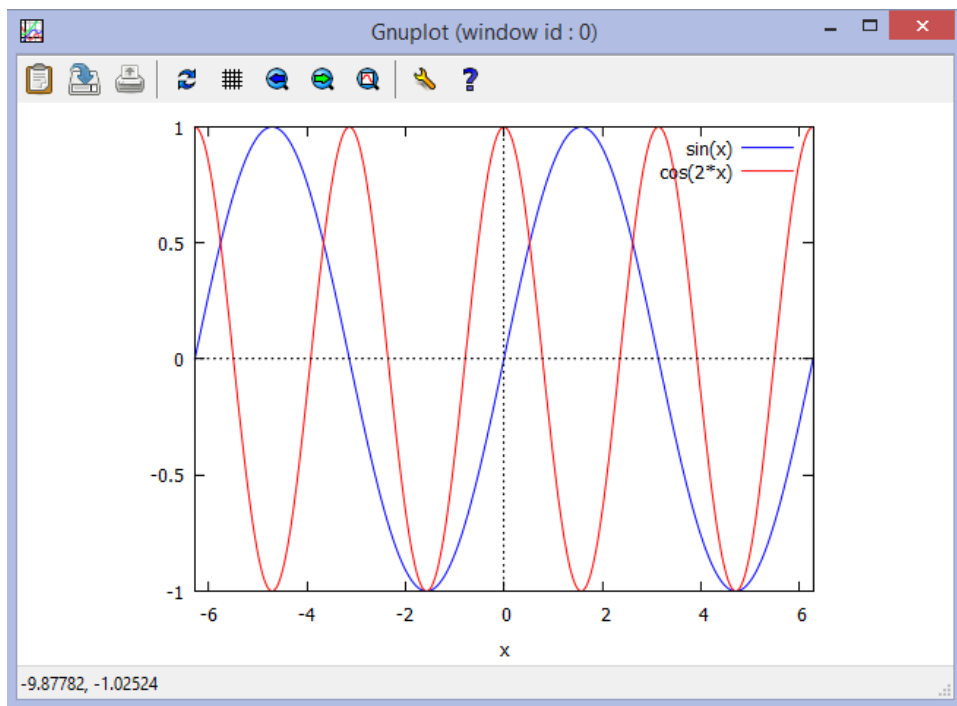 Gnuplot (window id : 0)
1
sin(x)
cos(2*x)
0.5
0
-0.5
-1
-6 -4 -2 0 2 4 6
x
-9.87782, -1.02524